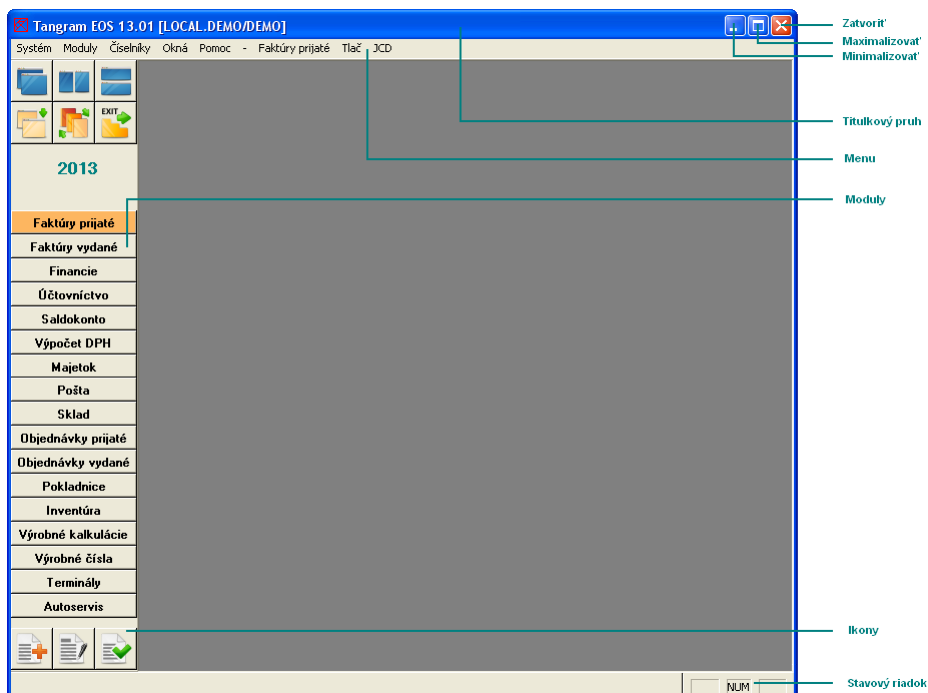 Tangram EOS 13.01 [LOCAL.DEMO/DEMO]
Zatvoriť
Maximalizovať
Minimalizovať
Systém Moduly Číselníky Okná Pomoc - Faktúry prijaté Tlač JCD
EXIT
Titulkový pruh
Menu
2013
Moduly
Faktúry prijaté
Faktúry vydané
Financie
Účtovníctvo
Saldokonto
Výpočet DPH
Majetok
Pošta
Sklad
Objednávky prijaté
Objednávky vydané
Pokladnice
Inventúra
Výrobné kalkulácie
Výrobné čísla
Terminály
Autoservis
Ikony
NUM
Stavový riadok